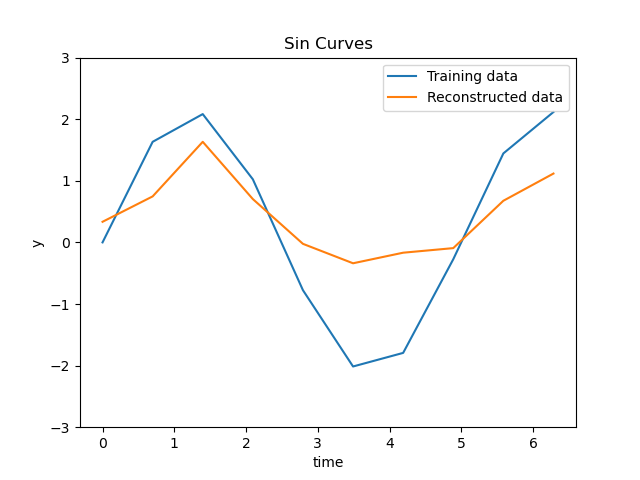 Sin Curves
Training data
Reconstructed data
3
2
1
0
−1
−2
−3
y
0 1 2 3 4 5 6
time